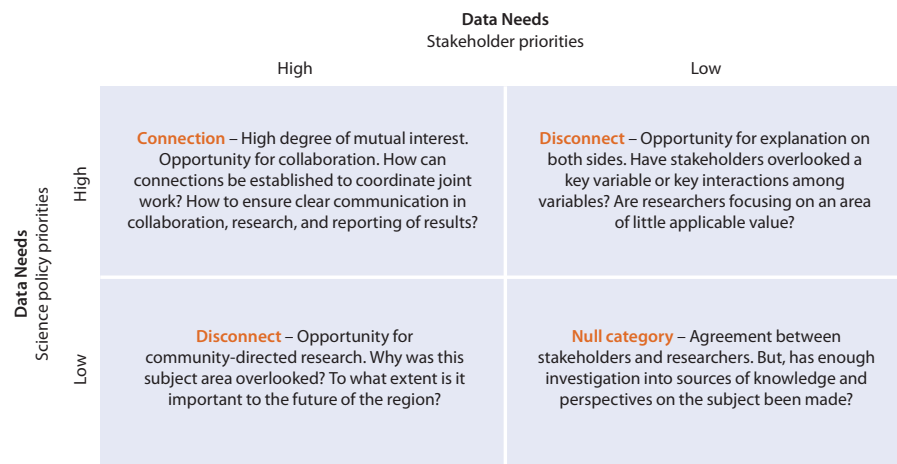 Data Needs
Stakeholder priorities
High
Low
Data Needs
Science policy priorities
High
Connection – High degree of mutual interest.
Opportunity for collaboration. How can
connections be established to coordinate joint
work? How to ensure clear communication in
collaboration, research, and reporting of results?
Disconnect – Opportunity for explanation on
both sides. Have stakeholders overlooked a
key variable or key interactions among
variables? Are researchers focusing on an area
of little applicable value?
Low
Disconnect – Opportunity for
community-directed research. Why was this
subject area overlooked? To what extent is it
important to the future of the region?
Null category – Agreement between
stakeholders and researchers. But, has enough
investigation into sources of knowledge and
perspectives on the subject been made?